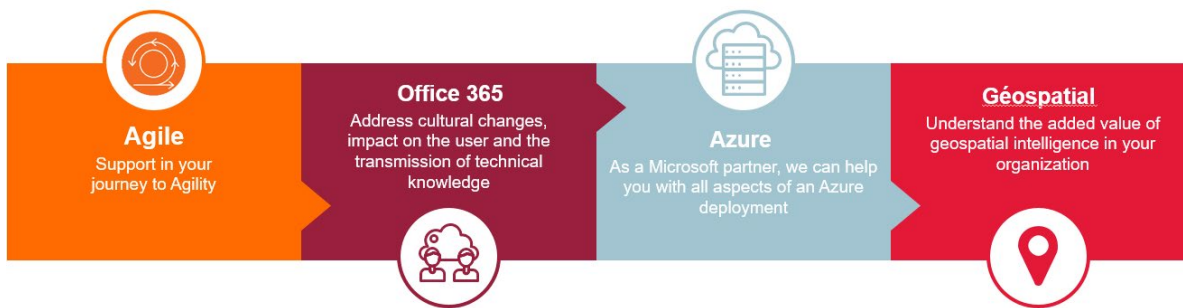 Agile
Support in your
journey to Agility
Office 365
Address cultural changes,
impact on the user and the
transmission of technical
knowledge
Azure
As a Microsoft partner, we can help
you with all aspects of an Azure
deployment
Géospatial
Understand the added value of
geospatial intelligence in your
organization